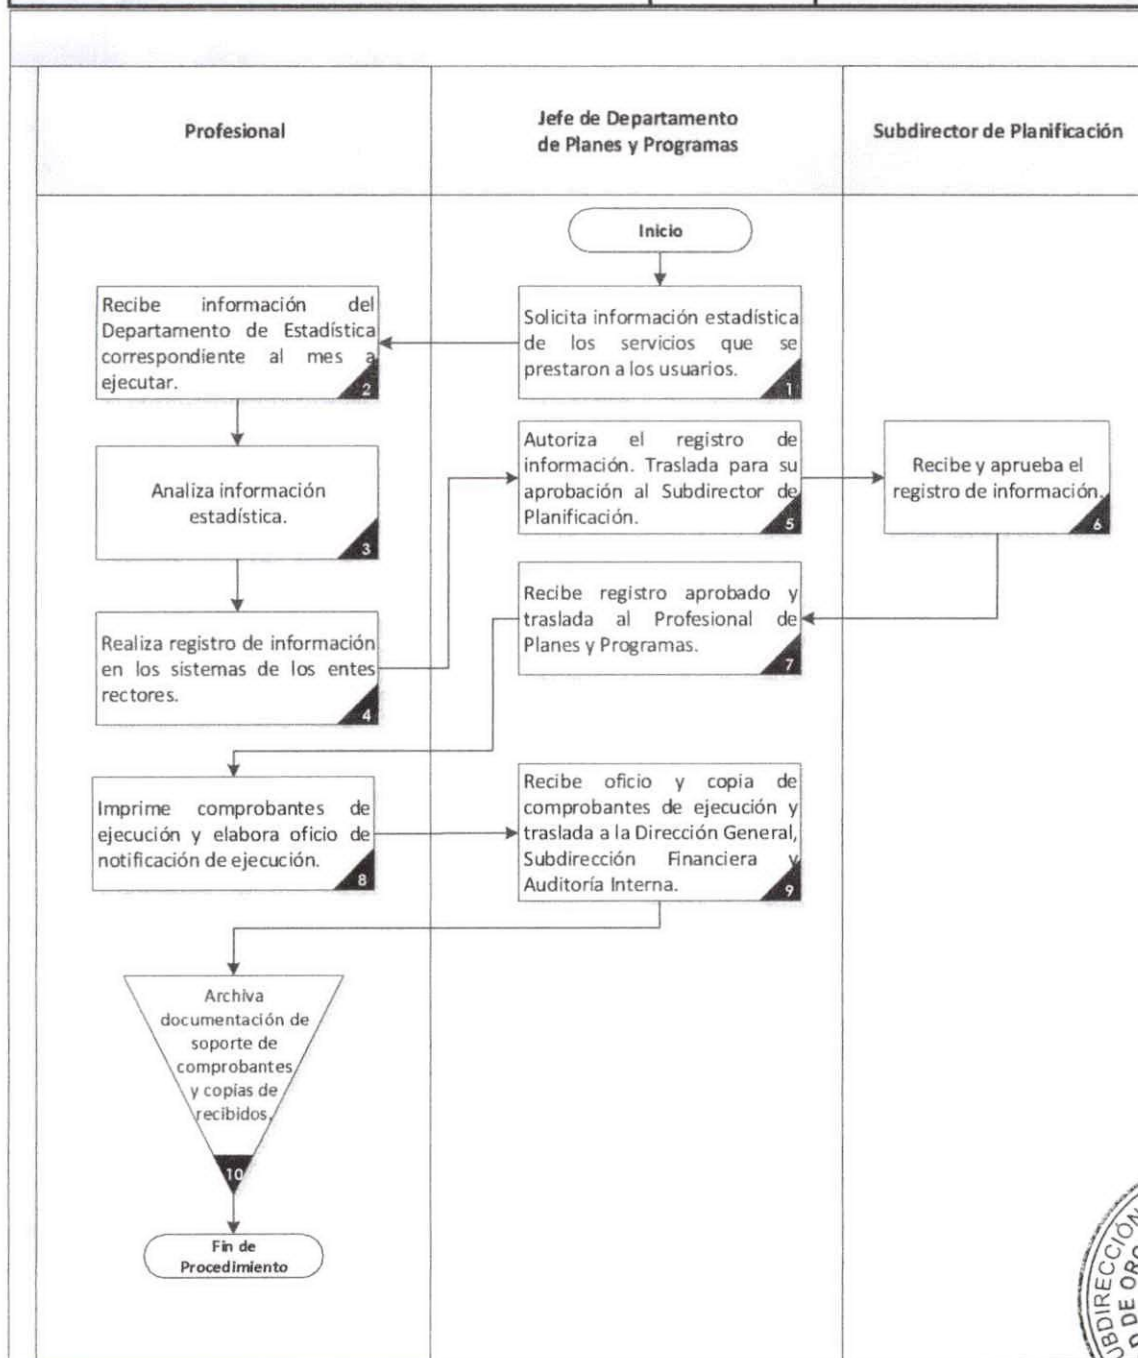 Profesional
Jefe de Departamento
de Planes y Programas
Subdirector de Planificación
Inicio
Solicita información estadística
de los servicios que se
prestaron a los usuarios.
1
Recibe información del
Departamento de Estadística
correspondiente al mes a
ejecutar.
2
Analiza información
estadística.
3
Realiza registro de información
en los sistemas de los entes
rectores.
4
Autoriza el registro de
información. Traslada para su
aprobación al Subdirector de
Planificación.
5
Recibe y aprueba el
registro de información.
6
Recibe registro aprobado y
traslada al Profesional de
Planes y Programas.
7
Imprime comprobantes de
ejecución y elabora oficio de
notificación de ejecución.
8
Recibe oficio y copia de
comprobantes de ejecución y
traslada a la Dirección General,
Subdirección Financiera y
Auditoría Interna.
9
Archiva
documentación de
soporte de
comprobantes
y copias de
recibidos.
10
Fin de
Procedimiento